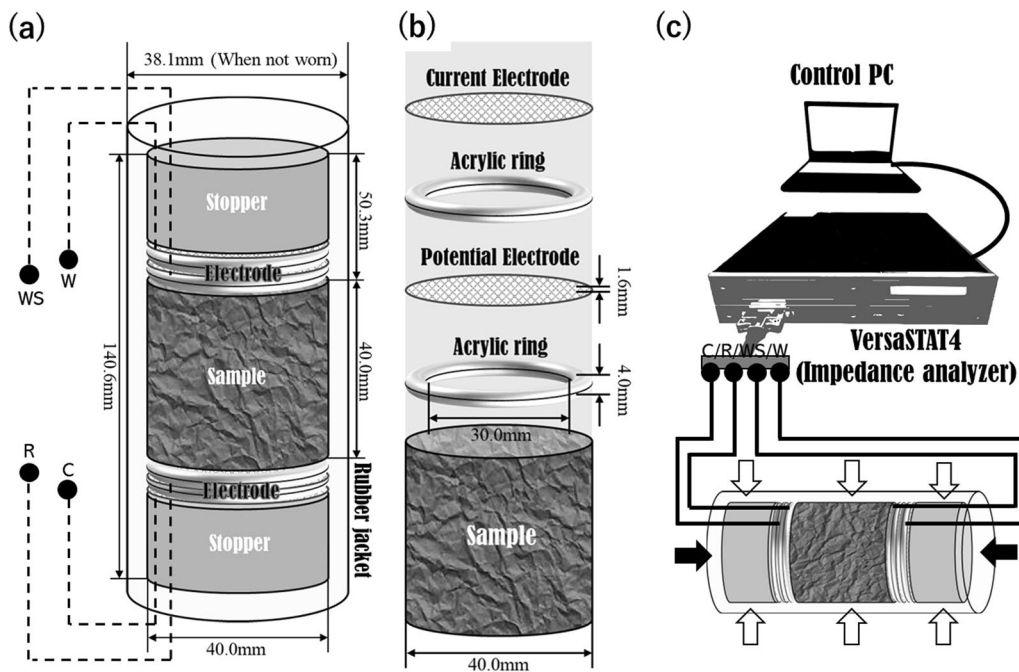 (a)
38.1mm (When not worn)
Stopper
50.3mm
WS
W
Electrode
140.6mm
Sample
40.0mm
R
C
Electrode
Rubber jacket
Stopper
40.0mm
(b)
Current Electrode
Acrylic ring
Potential Electrode
1.6mm
Acrylic ring
4.0mm
30.0mm
Sample
40.0mm
(c)
Control PC
VersaSTAT4
C/R/WS/W
(Impedance analyzer)